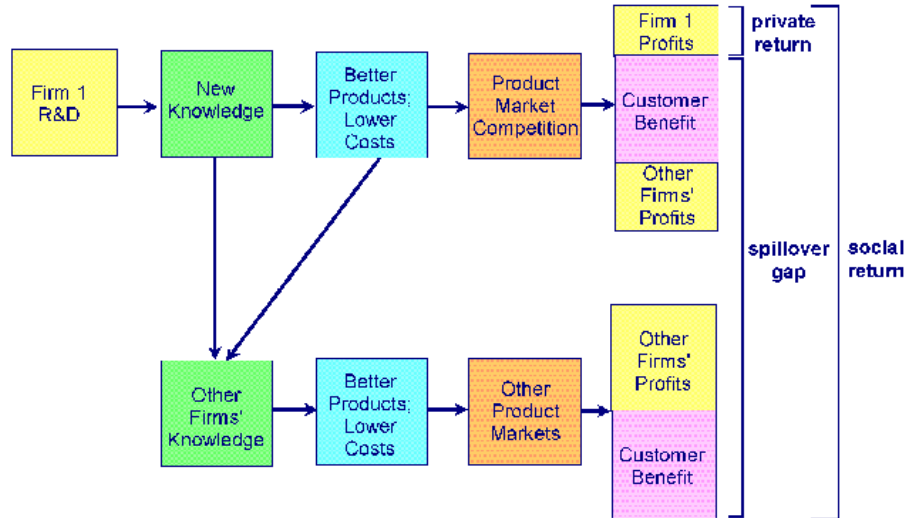 Firm 1
R&D
New
Knowledge
Better
Products;
Lower
Costs
Product
Market
Competition
Firm 1
Profits
Customer
Benefit
Other
Firms'
Profits
private
return
spillover
gap
social
return
Other
Firms'
Knowledge
Better
Products;
Lower
Costs
Other
Product
Markets
Other
Firms'
Profits
Customer
Benefit